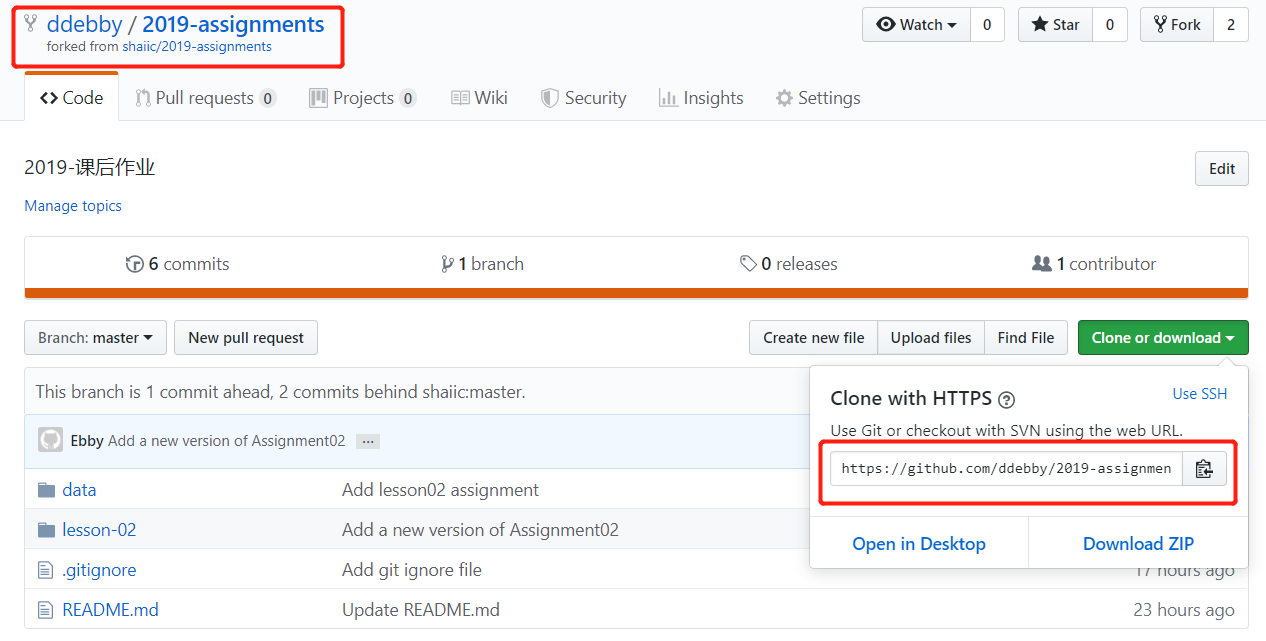 ddebby / 2019-assignments
forked from shaiic/2019-assignments
Watch 0 Star 0 Fork 2
Code Pull requests 0 Projects 0 Wiki Security Insights Settings
2019-课后作业
Edit
Manage topics
6 commits 1 branch 0 releases 1 contributor
Branch: master New pull request Create new file Upload files Find File Clone or download
This branch is 1 commit ahead, 2 commits behind shaiic:master.
Clone with HTTPS ? Use SSH
Use Git or checkout with SVN using the web URL.
Ebby Add a new version of Assignment02 ...
https://github.com/ddebby/2019-assignmen
data Add lesson02 assignment
lesson-02 Add a new version of Assignment02
Open in Desktop Download ZIP
.gitignore Add git ignore file 17 hours ago
README.md Update README.md 23 hours ago